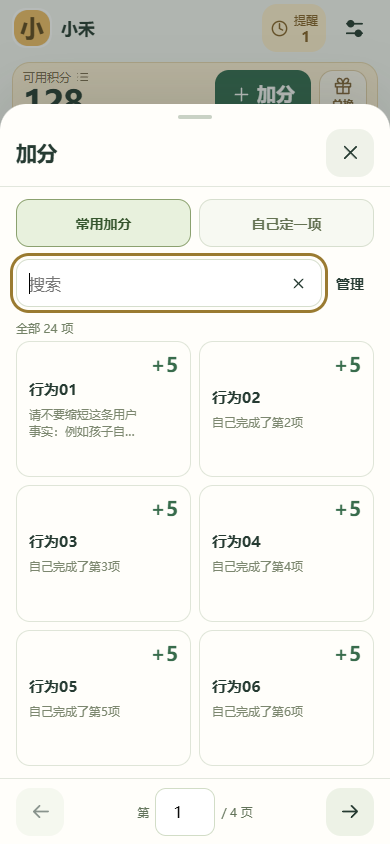 小 小禾
提醒
1
可用积分
128
+ 加分
加分
常用加分
自己定一项
搜索
管理
全部 24 项
+5
行为01
请不要缩短这条用户
事实：例如孩子自...
+5
行为02
自己完成了第2项
+5
行为03
自己完成了第3项
+5
行为04
自己完成了第4项
+5
行为05
自己完成了第5项
+5
行为06
自己完成了第6项
第 1 / 4 页